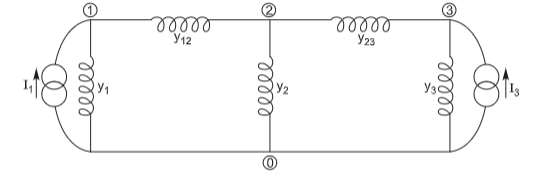 ① ② ③
y₁₂ y₂₃
I₁ y₁ y₂ y₃ I₃
⓪